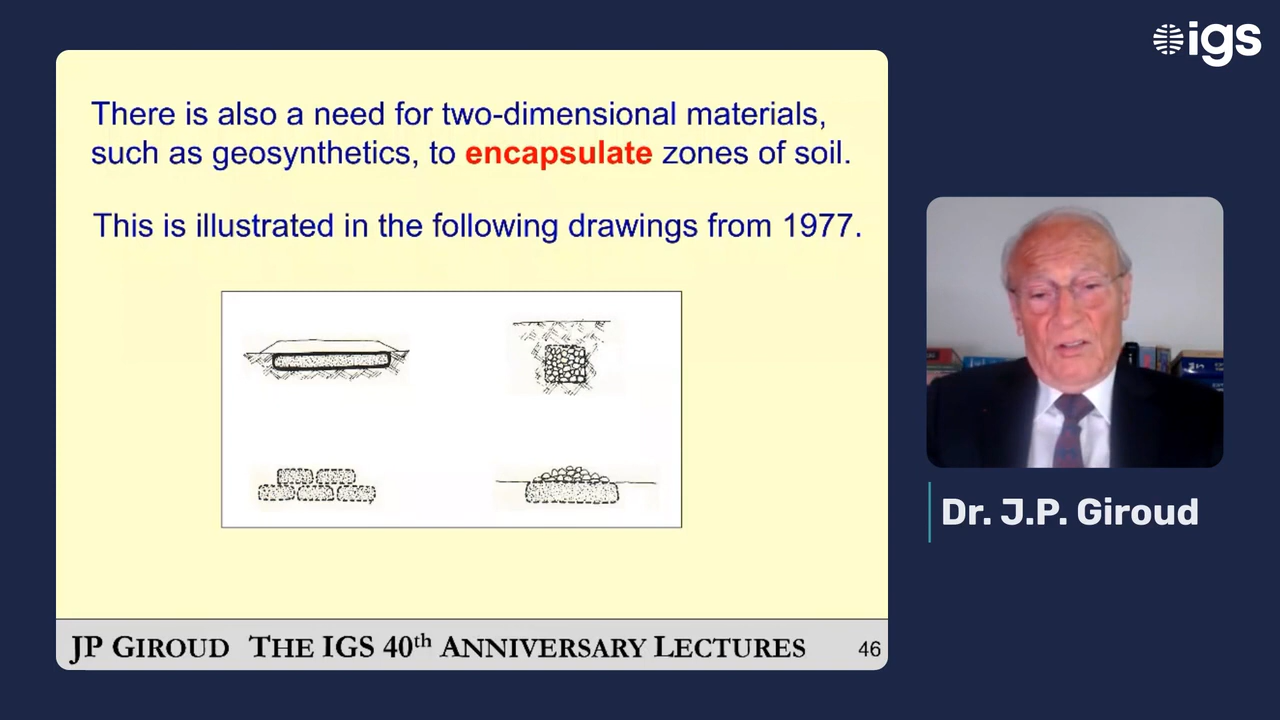 igs
There is also a need for two-dimensional materials,
such as geosynthetics, to encapsulate zones of soil.
This is illustrated in the following drawings from 1977.
Dr. J.P. Giroud
JP GIROUD THE IGS 40th ANNIVERSARY LECTURES 46